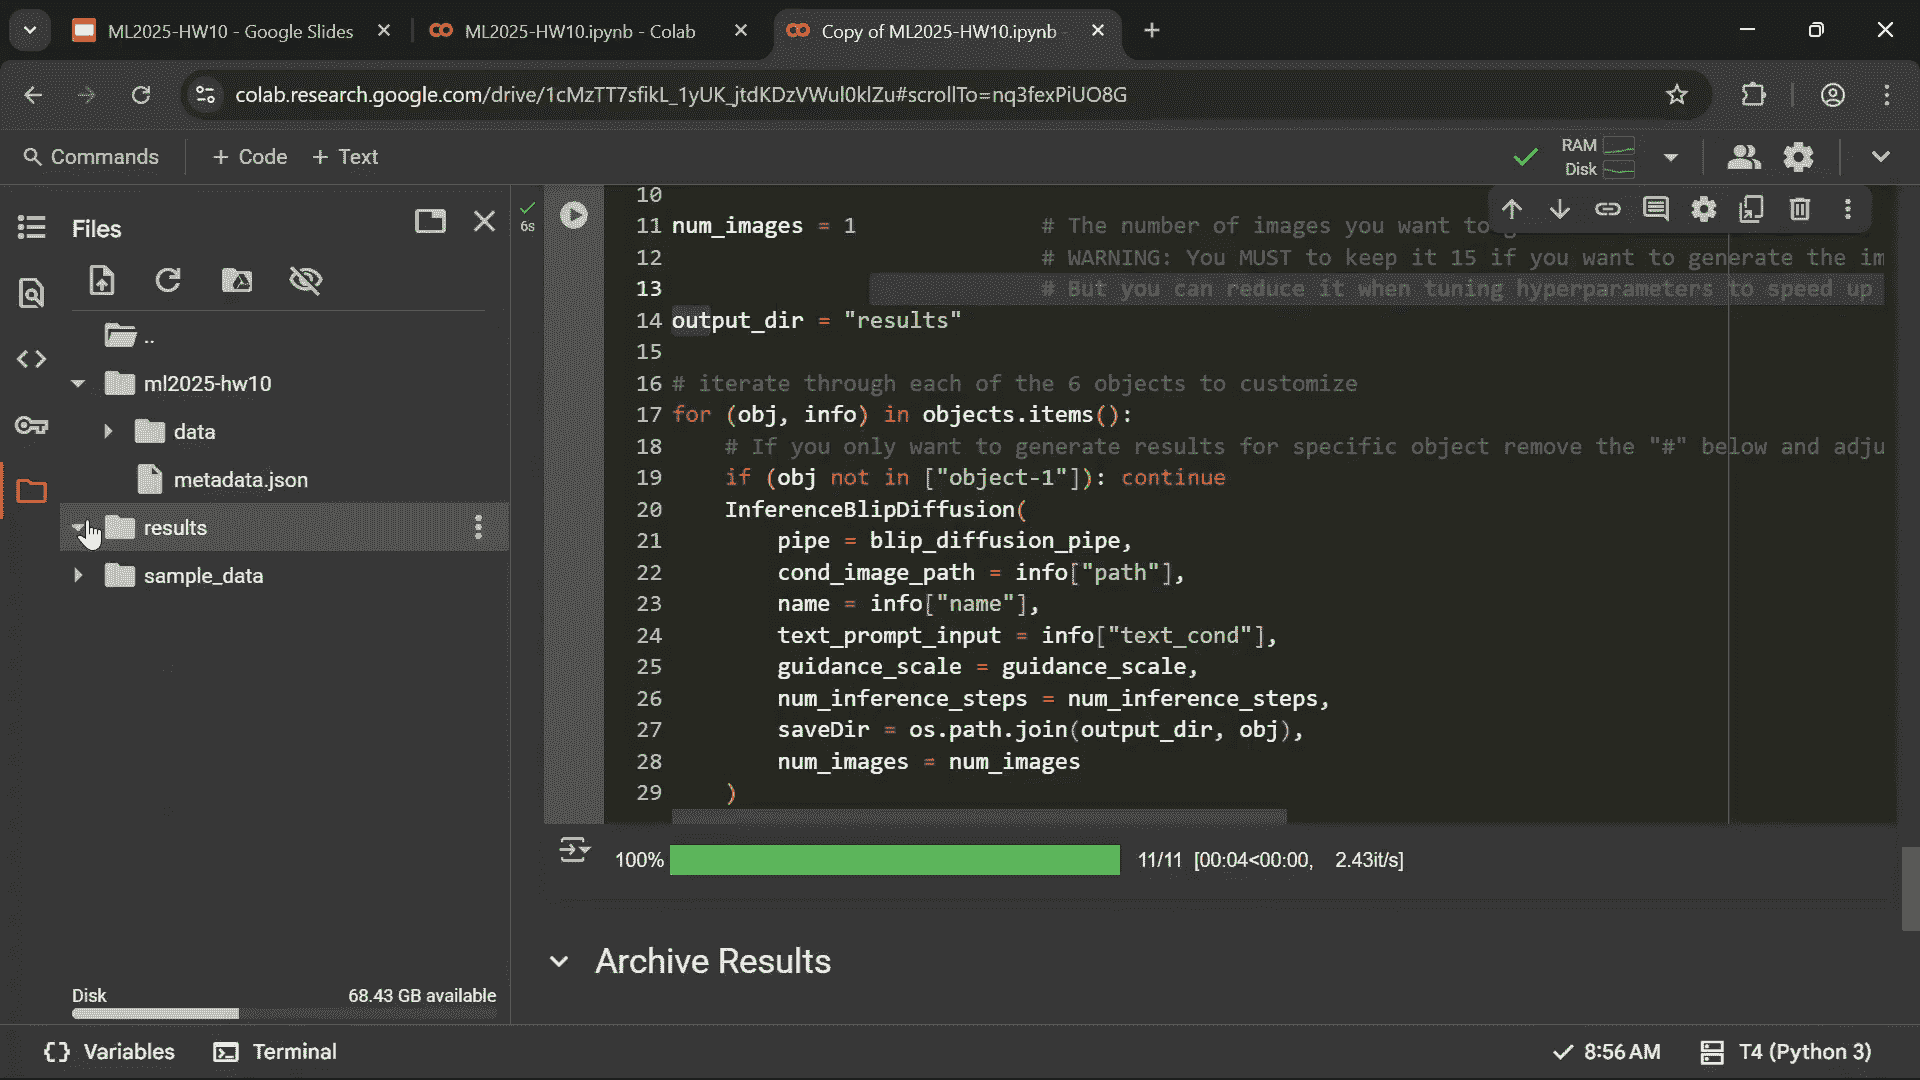 ML2025-HW10 - Google Slides
ML2025-HW10.ipynb - Colab
Copy of ML2025-HW10.ipynb
colab.research.google.com/drive/1cMzTT7sfikL_1yUK_jtdKDzVWul0klZu#scrollTo=nq3fexPiUO8G
Commands
+ Code
+ Text
RAM
Disk
Files
..
ml2025-hw10
data
metadata.json
results
sample_data
Disk
68.43 GB available
6s
10
11 num_images = 1 # The number of images you want to
12 # WARNING: You MUST to keep it 15 if you want to generate the im
13 # But you can reduce it when tuning hyperparameters to speed up
14 output_dir = "results"
15
16 # iterate through each of the 6 objects to customize
17 for (obj, info) in objects.items():
18 # If you only want to generate results for specific object remove the "#" below and adju
19 if (obj not in ["object-1"]): continue
20 InferenceBlipDiffusion(
21 pipe = blip_diffusion_pipe,
22 cond_image_path = info["path"],
23 name = info["name"],
24 text_prompt_input = info["text_cond"],
25 guidance_scale = guidance_scale,
26 num_inference_steps = num_inference_steps,
27 saveDir = os.path.join(output_dir, obj),
28 num_images = num_images
29 )
100% 11/11 [00:04<00:00, 2.43it/s]
Archive Results
{} Variables
Terminal
8:56 AM
T4 (Python 3)